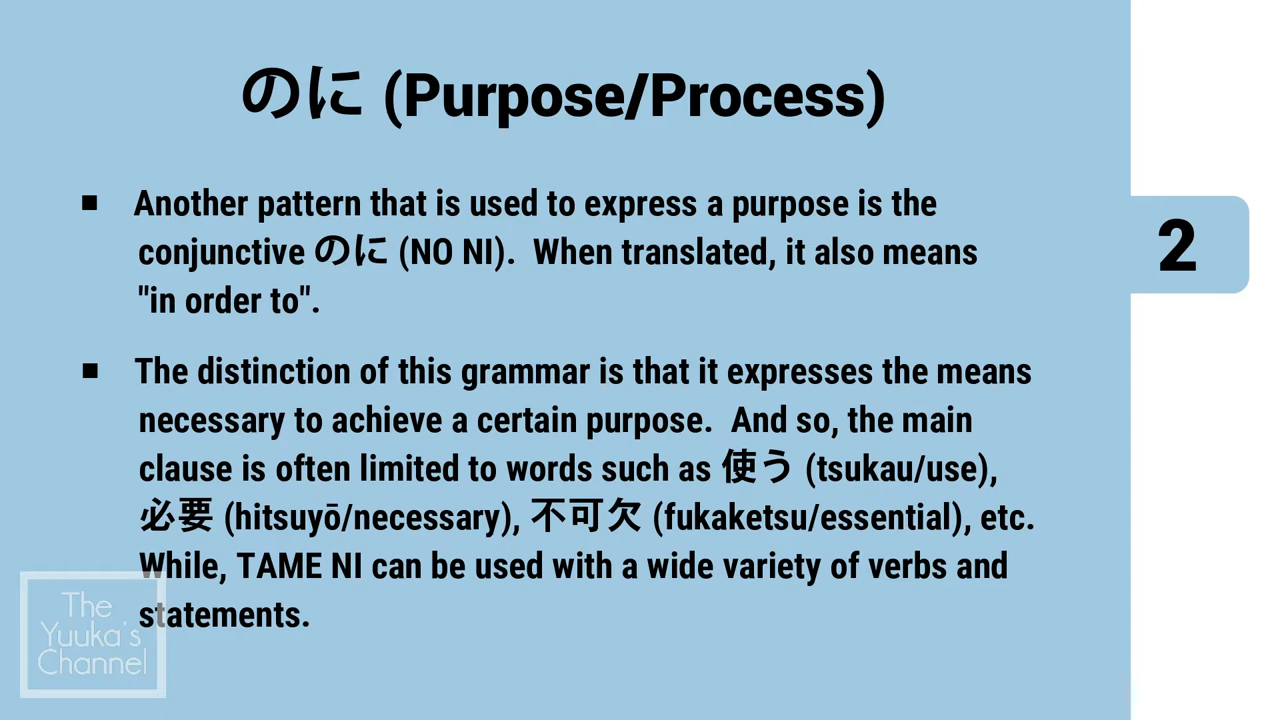 のに (Purpose/Process)
■ Another pattern that is used to express a purpose is the
conjunctive のに (NO NI). When translated, it also means
"in order to".
■ The distinction of this grammar is that it expresses the means
necessary to achieve a certain purpose. And so, the main
clause is often limited to words such as 使う (tsukau/use),
必要 (hitsuyō/necessary), 不可欠 (fukaketsu/essential), etc.
While, TAME NI can be used with a wide variety of verbs and
statements.
2
The
Yuuka's
Channel